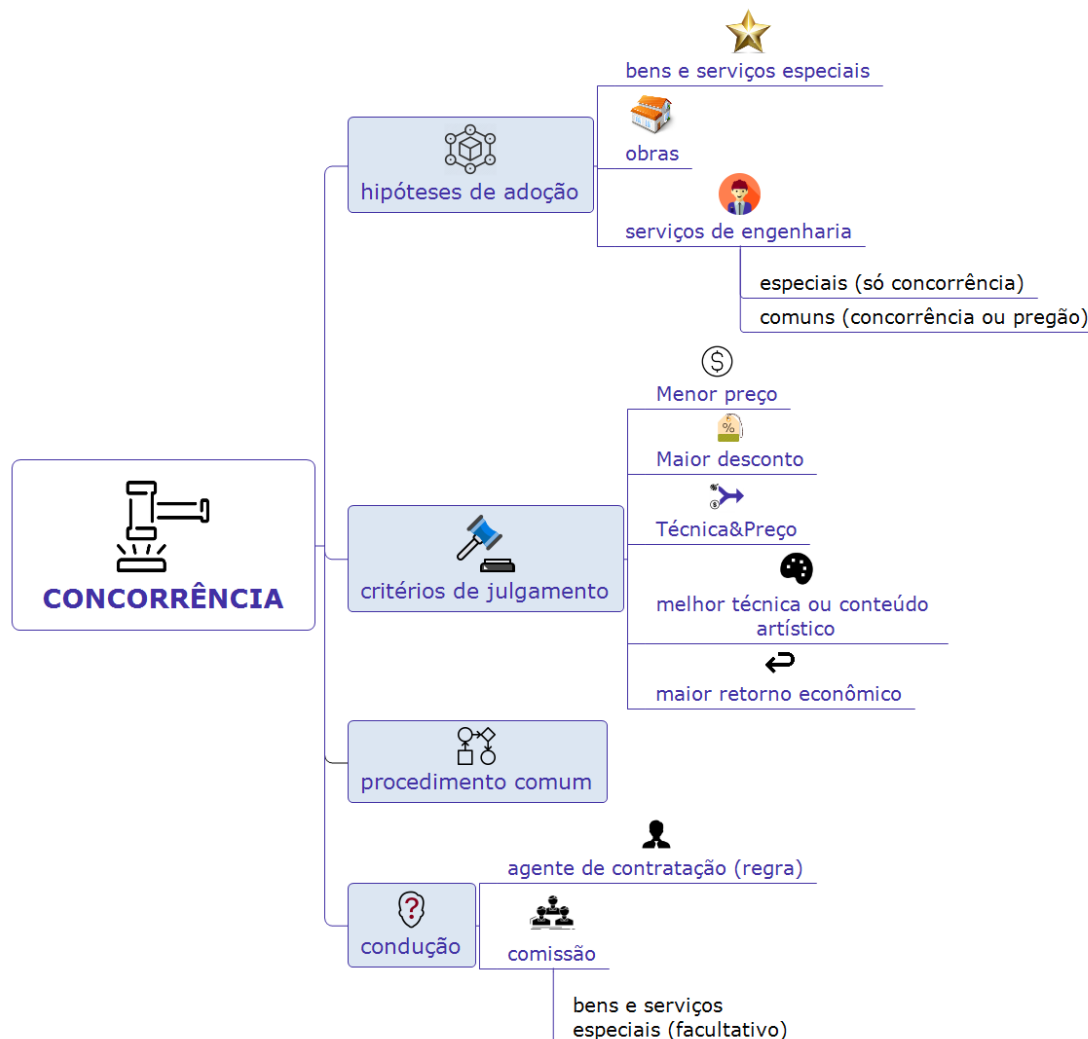 bens e serviços especiais
obras
hipóteses de adoção
serviços de engenharia
especiais (só concorrência)
comuns (concorrência ou pregão)
Menor preço
%
Maior desconto
Técnica&Preço
CONCORRÊNCIA
critérios de julgamento
melhor técnica ou conteúdo
artístico
maior retorno econômico
procedimento comum
agente de contratação (regra)
condução
comissão
bens e serviços
especiais (facultativo)